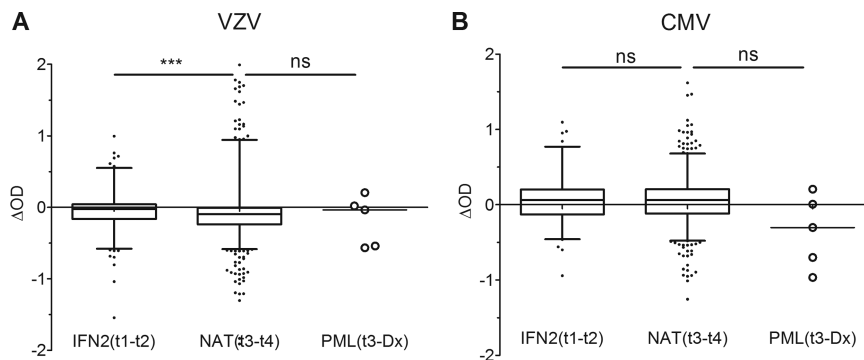 A VZV
*** ns
2
1
0
-1
-2
ΔOD
IFN2(t1-t2) NAT(t3-t4) PML(t3-Dx)
B CMV
ns ns
2
1
0
-1
-2
ΔOD
IFN2(t1-t2) NAT(t3-t4) PML(t3-Dx)